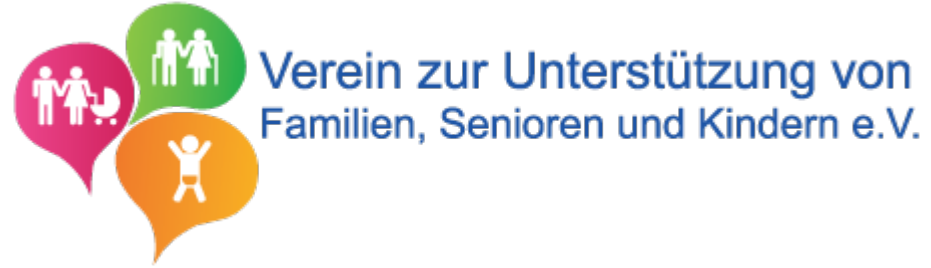 Verein zur Unterstützung von
Familien, Senioren und Kindern e.V.